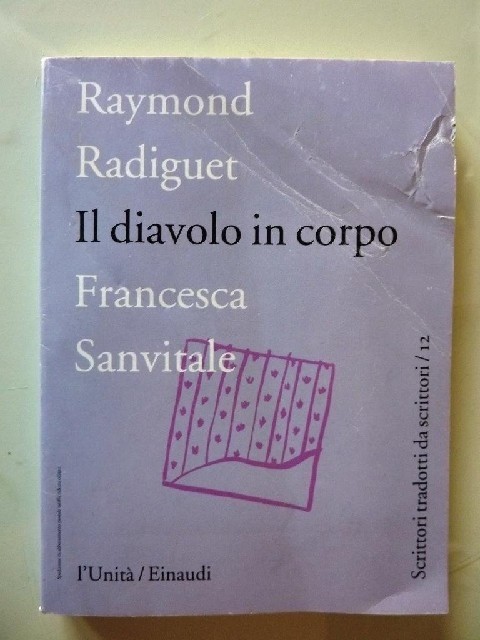 Raymond
Radiguet
Il diavolo in corpo
Francesca
Sanvitale
Scrittori tradotti da scrittori / 12
l'Unità / Einaudi